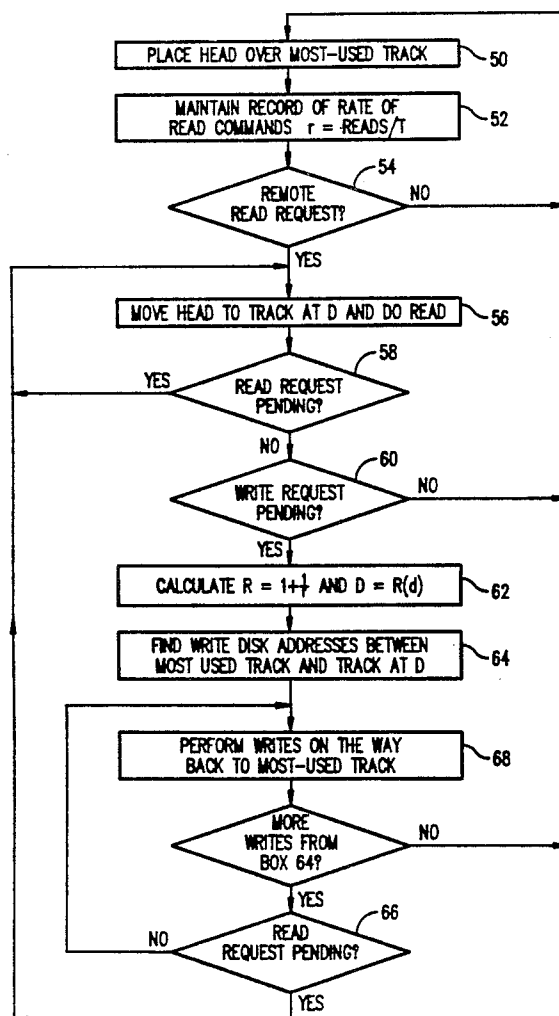 PLACE HEAD OVER MOST-USED TRACK
50
MAINTAIN RECORD OF RATE OF
READ COMMANDS r = READS/T
52
54
REMOTE
READ REQUEST?
NO
YES
MOVE HEAD TO TRACK AT D AND DO READ
56
58
YES
READ REQUEST
PENDING?
NO
60
WRITE REQUEST
PENDING?
NO
YES
CALCULATE R = 1+ AND D = R(d)
62
FIND WRITE DISK ADDRESSES BETWEEN
MOST USED TRACK AND TRACK AT D
64
PERFORM WRITES ON THE WAY
BACK TO MOST-USED TRACK
68
MORE
WRITES FROM
BOX 64?
NO
YES
66
NO
READ
REQUEST PENDING?
YES